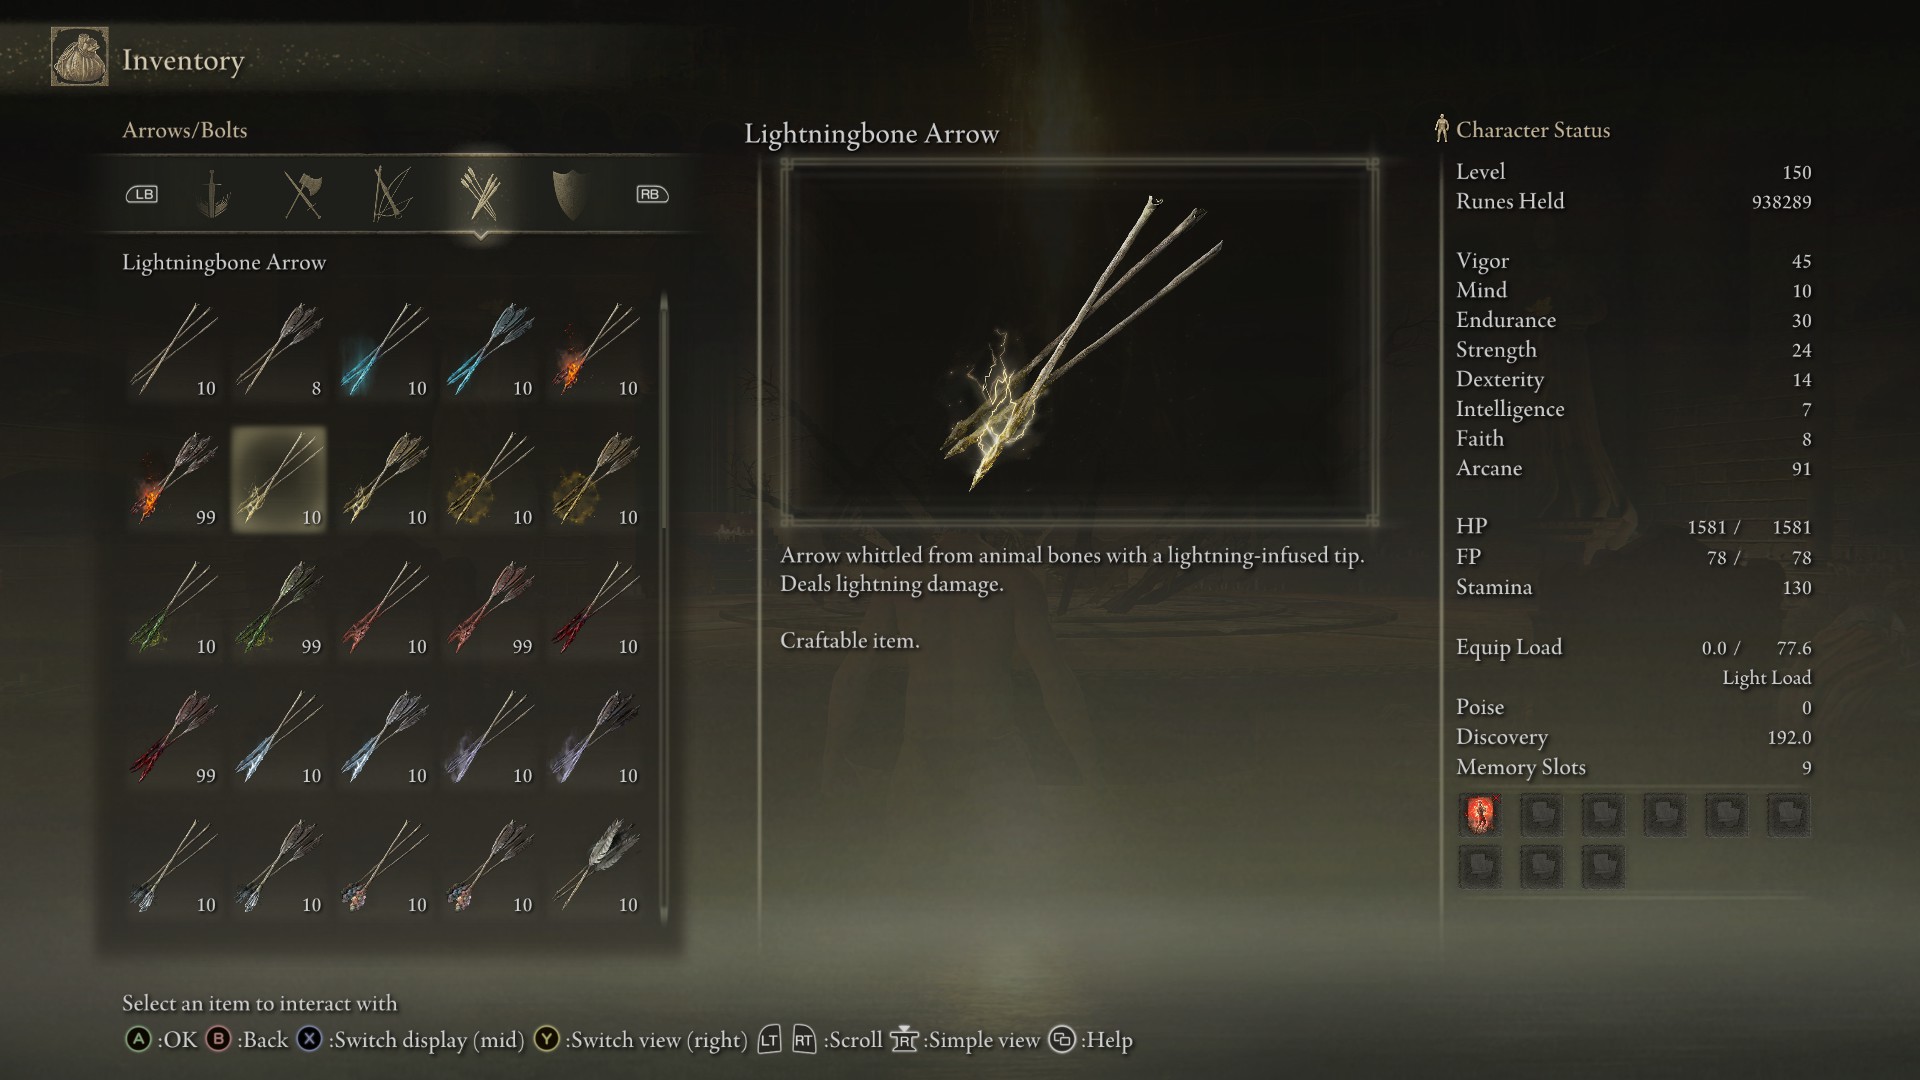 Inventory
Arrows/Bolts
LB
RB
Lightningbone Arrow
10 8 10 10 10
99 10 10 10 10
10 99 10 99 10
99 10 10 10 10
10 10 10 10 10
Lightningbone Arrow
Arrow whittled from animal bones with a lightning-infused tip.
Deals lightning damage.
Craftable item.
Character Status
Level 150
Runes Held 938289
Vigor 45
Mind 10
Endurance 30
Strength 24
Dexterity 14
Intelligence 7
Faith 8
Arcane 91
HP 1581 / 1581
FP 78 / 78
Stamina 130
Equip Load 0.0 / 77.6
Light Load
Poise 0
Discovery 192.0
Memory Slots 9
Select an item to interact with
A :OK B :Back X :Switch display (mid) Y :Switch view (right) LT RT :Scroll R :Simple view :Help